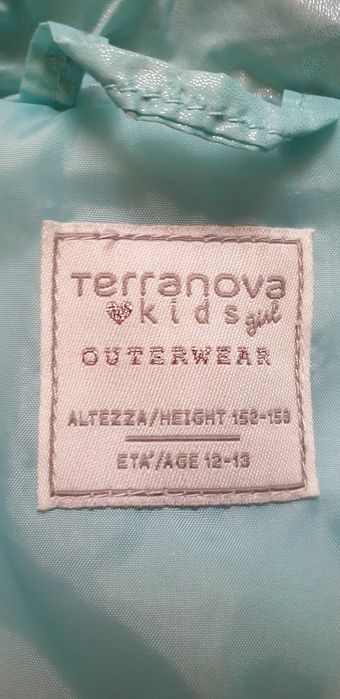 Terranova
kids girl
OUTERWEAR
ALTEZZA/HEIGHT 152-158
ETA'/AGE 12-13